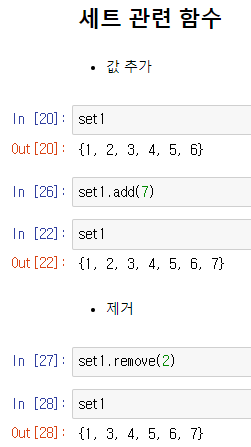 세트 관련 함수
• 값 추가
In [20]: set1
Out[20]: {1, 2, 3, 4, 5, 6}
In [26]: set1.add(7)
In [22]: set1
Out[22]: {1, 2, 3, 4, 5, 6, 7}
• 제거
In [27]: set1.remove(2)
In [28]: set1
Out[28]: {1, 3, 4, 5, 6, 7}